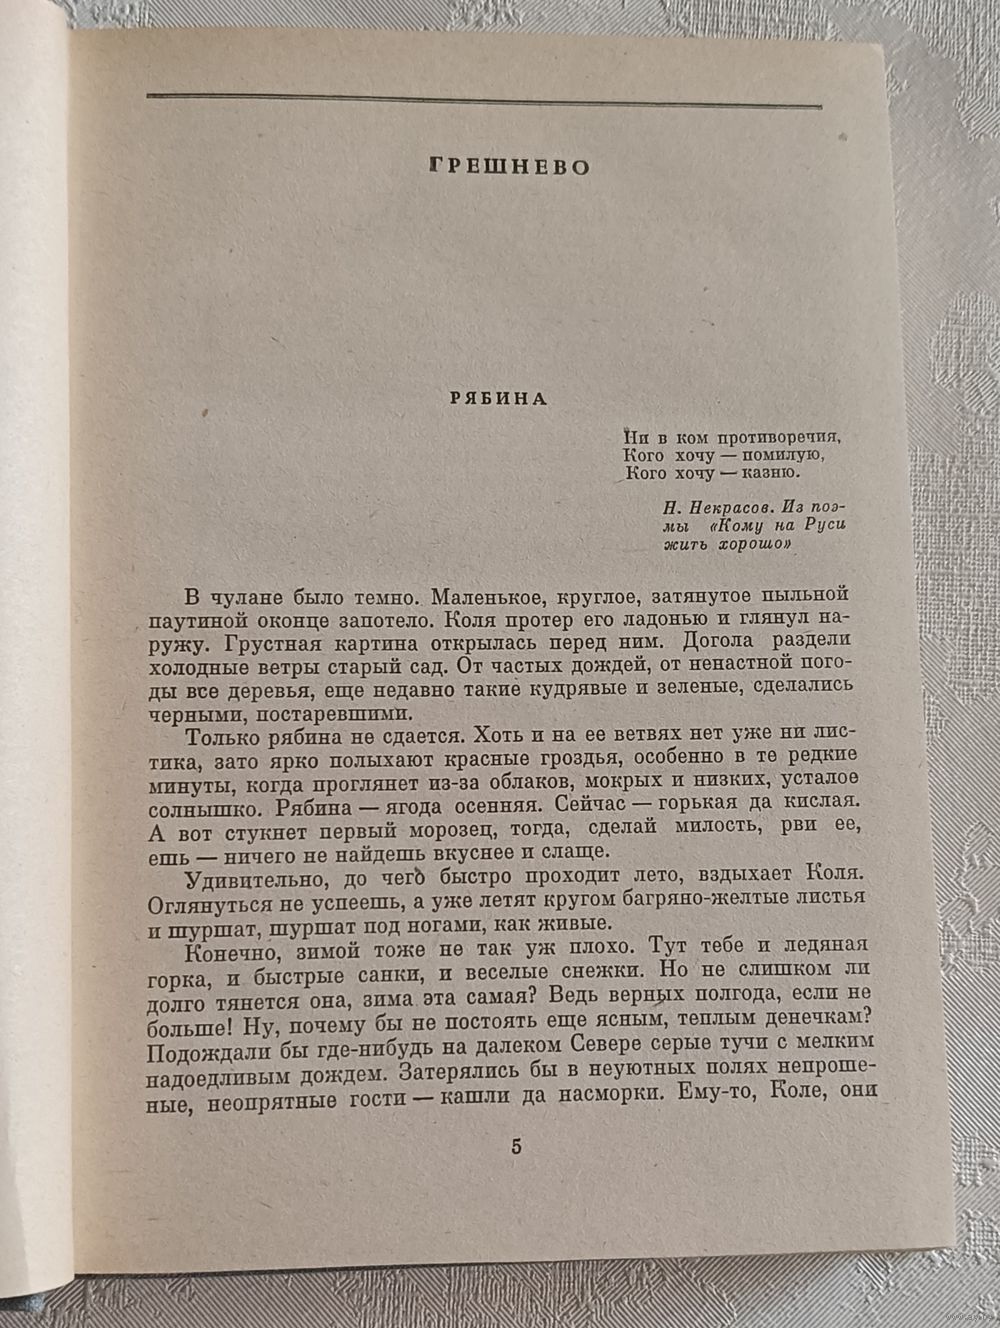 ГРЕШНЕВО
РЯБИНА
Ни в ком противоречия,
Кого хочу — помилую,
Кого хочу — казню.
Н. Некрасов. Из поэ-
мы «Кому на Руси
жить хорошо»
В чулане было темно. Маленькое, круглое, затянутое пыльной
паутиной оконце запотело. Коля протер его ладонью и глянул на-
ружу. Грустная картина открылась перед ним. Догола раздели
холодные ветры старый сад. От частых дождей, от ненастной пого-
ды все деревья, еще недавно такие кудрявые и зеленые, сделались
черными, постаревшими.
Только рябина не сдается. Хоть и на ее ветвях нет уже ни лис-
тика, зато ярко полыхают красные гроздья, особенно в те редкие
минуты, когда проглянет из-за облаков, мокрых и низких, усталое
солнышко. Рябина — ягода осенняя. Сейчас — горькая да кислая.
А вот стукнет первый морозец, тогда, сделай милость, рви ее,
ешь — ничего не найдешь вкуснее и слаще.
Удивительно, до чего быстро проходит лето, вздыхает Коля.
Оглянуться не успеешь, а уже летят кругом багряно-желтые листья
и шуршат, шуршат под ногами, как живые.
Конечно, зимой тоже не так уж плохо. Тут тебе и ледяная
горка, и быстрые санки, и веселые снежки. Но не слишком ли
долго тянется она, зима эта самая? Ведь верных полгода, если не
больше! Ну, почему бы не постоять еще ясным, теплым денечкам?
Подождали бы где-нибудь на далеком Севере серые тучи с мелким
надоедливым дождем. Затерялись бы в неуютных полях непроше-
ные, неопрятные гости — кашли да насморки. Ему-то, Коле, они
5